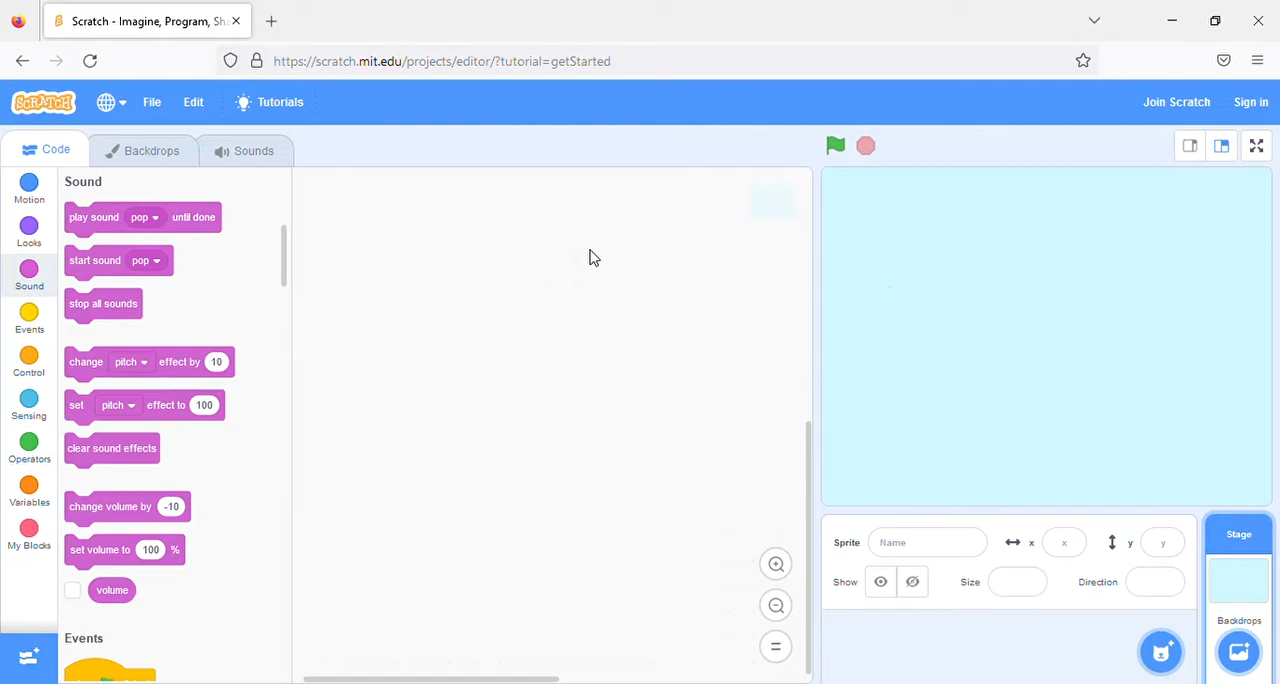 Scratch - Imagine, Program, Sh
https://scratch.mit.edu/projects/editor/?tutorial=getStarted
SCRATCH
File
Edit
Tutorials
Join Scratch
Sign in
Code
Backdrops
Sounds
Motion
Looks
Sound
Events
Control
Sensing
Operators
Variables
My Blocks
Sound
play sound pop until done
start sound pop
stop all sounds
change pitch effect by 10
set pitch effect to 100
clear sound effects
change volume by -10
set volume to 100 %
volume
Events
Sprite Name
x x
y y
Show
Size
Direction
Stage
Backdrops